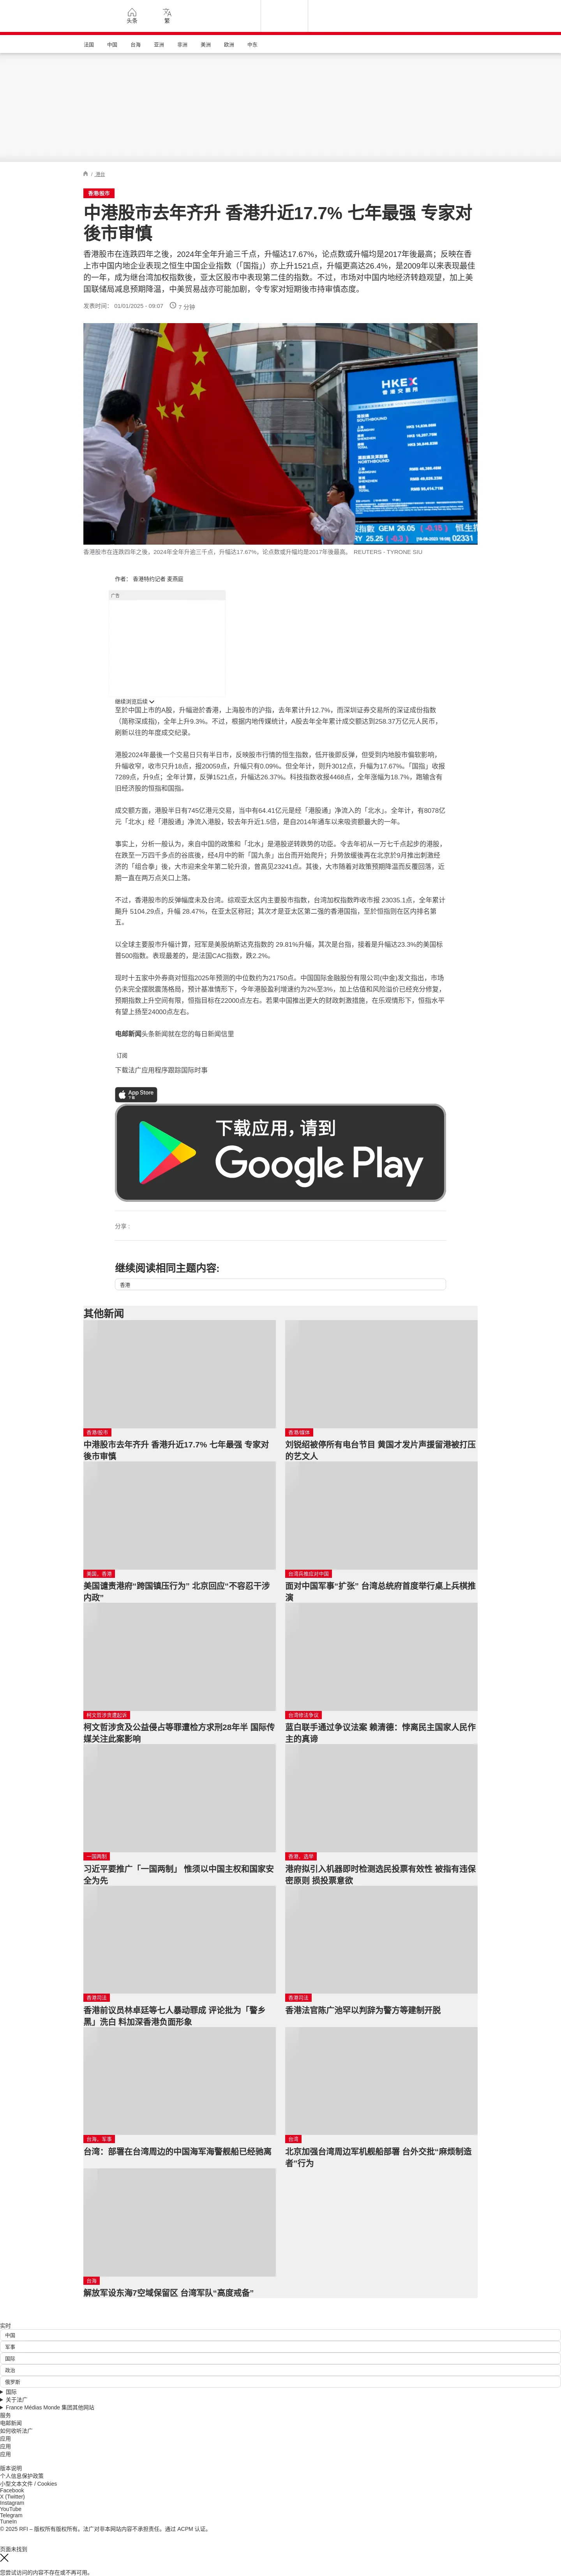 头条
繁
法国
中国
台海
亚洲
非洲
美洲
欧洲
中东
/ 港台
香港/股市
中港股市去年齐升 香港升近17.7% 七年最强 专家对
後市审慎
香港股市在连跌四年之後，2024年全年升逾三千点，升幅达17.67%，论点数或升幅均是2017年後最高；反映在香
上市中国内地企业表现之恒生中国企业指数（「国指」）亦上升1521点，升幅更高达26.4%，是2009年以来表现最佳
的一年，成为继台湾加权指数後，亚太区股市中表现第二佳的指数。不过，市场对中国内地经济转趋观望，加上美
国联储局减息预期降温，中美贸易战亦可能加剧，令专家对短期後市持审慎态度。
发表时间： 01/01/2025 - 09:07
7 分钟
HKEX
香港交易所
GEM 26.05 (-0.15
恒生指
RY 25.25 (-0.3
02331
香港股市在连跌四年之後，2024年全年升逾三千点，升幅达17.67%，论点数或升幅均是2017年後最高。 REUTERS - TYRONE SIU
作者： 香港特约记者 麦燕庭
广告
继续浏览后续
至於中国上市的A股，升幅逊於香港，上海股市的沪指，去年累计升12.7%，而深圳证券交易所的深证成份指数
（简称深成指)，全年上升9.3%。不过，根据内地传媒统计，A股去年全年累计成交额达到258.37万亿元人民币，
刷新以往的年度成交纪录。
港股2024年最後一个交易日只有半日市，反映股市行情的恒生指数，低开後即反弹，但受到内地股市偏软影响，
升幅收窄，收市只升18点，报20059点，升幅只有0.09%。但全年计，则升3012点，升幅为17.67%。「国指」收报
7289点，升9点；全年计算，反弹1521点，升幅达26.37%。科技指数收报4468点，全年涨幅为18.7%，跑输含有
旧经济股的恒指和国指。
成交额方面，港股半日有745亿港元交易，当中有64.41亿元是经「港股通」净流入的「北水」。全年计，有8078亿
元「北水」经「港股通」净流入港股，较去年升近1.5倍，是自2014年通车以来吸资额最大的一年。
事实上，分析一般认为，来自中国的政策和「北水」是港股逆转跌势的功臣。令去年初从一万七千点起步的港股，
在跌至一万四千多点的谷底後，经4月中的新「国九条」出台而开始爬升；升势放缓後再在北京於9月推出刺激经
济的「组合拳」後，大市迎来全年第二轮升浪，曾高见23241点。其後，大市随着对政策预期降温而反覆回落，近
期一直在两万点关口上落。
不过，香港股市的反弹幅度未及台湾。综观亚太区内主要股市指数，台湾加权指数昨收市报 23035.1点，全年累计
飚升 5104.29点，升幅 28.47%，在亚太区称冠；其次才是亚太区第二强的香港国指，至於恒指则在区内排名第
五。
以全球主要股市升幅计算，冠军是美股纳斯达克指数的 29.81%升幅，其次是台指，接着是升幅达23.3%的美国标
普500指数。表现最差的，是法国CAC指数，跌2.2%。
现时十五家中外券商对恒指2025年预测的中位数约为21750点。中国国际金融股份有限公司(中金)发文指出，市场
仍未完全摆脱震荡格局，预计基准情形下，今年港股盈利增速约为2%至3%，加上估值和风险溢价已经充分修复，
预期指数上升空间有限，恒指目标在22000点左右。若果中国推出更大的财政刺激措施，在乐观情形下，恒指水平
有望上扬至24000点左右。
电邮新闻头条新闻就在您的每日新闻信里
订阅
下载法广应用程序跟踪国际时事
App Store
下载
下载应用，请到
Google Play
分享 :
继续阅读相同主题内容:
香港
其他新闻
香港/股市
中港股市去年齐升 香港升近17.7% 七年最强 专家对
後市审慎
香港/媒体
刘锐绍被停所有电台节目 黄国才发片声援留港被打压
的艺文人
美国，香港
美国谴责港府“跨国镇压行为” 北京回应“不容忍干涉
内政”
台湾兵推应对中国
面对中国军事“扩张” 台湾总统府首度举行桌上兵棋推
演
柯文哲涉贪遭起诉
柯文哲涉贪及公益侵占等罪遭检方求刑28年半 国际传
媒关注此案影响
台湾修法争议
蓝白联手通过争议法案 赖清德：悖离民主国家人民作
主的真谛
一国两制
习近平要推广「一国两制」 惟须以中国主权和国家安
全为先
香港，选举
港府拟引入机器即时检测选民投票有效性 被指有违保
密原则 损投票意欲
香港司法
香港前议员林卓廷等七人暴动罪成 评论批为「警乡
黑」洗白 料加深香港负面形象
香港司法
香港法官陈广池罕以判辞为警方等建制开脱
台海，军事
台湾：部署在台湾周边的中国海军海警舰船已经驰离
台湾
北京加强台湾周边军机舰船部署 台外交批“麻烦制造
者”行为
台海
解放军设东海7空域保留区 台湾军队“高度戒备”
实时
中国
军事
国际
政治
俄罗斯
国际
关于法广
France Médias Monde 集团其他网站
服务
电邮新闻
如何收听法广
应用
应用
应用
版本说明
个人信息保护政策
小型文本文件 / Cookies
Facebook
X (Twitter)
Instagram
YouTube
Telegram
TuneIn
© 2025 RFI – 版权所有版权所有。法广对非本网站内容不承担责任。通过 ACPM 认证。
页面未找到
您尝试访问的内容不存在或不再可用。